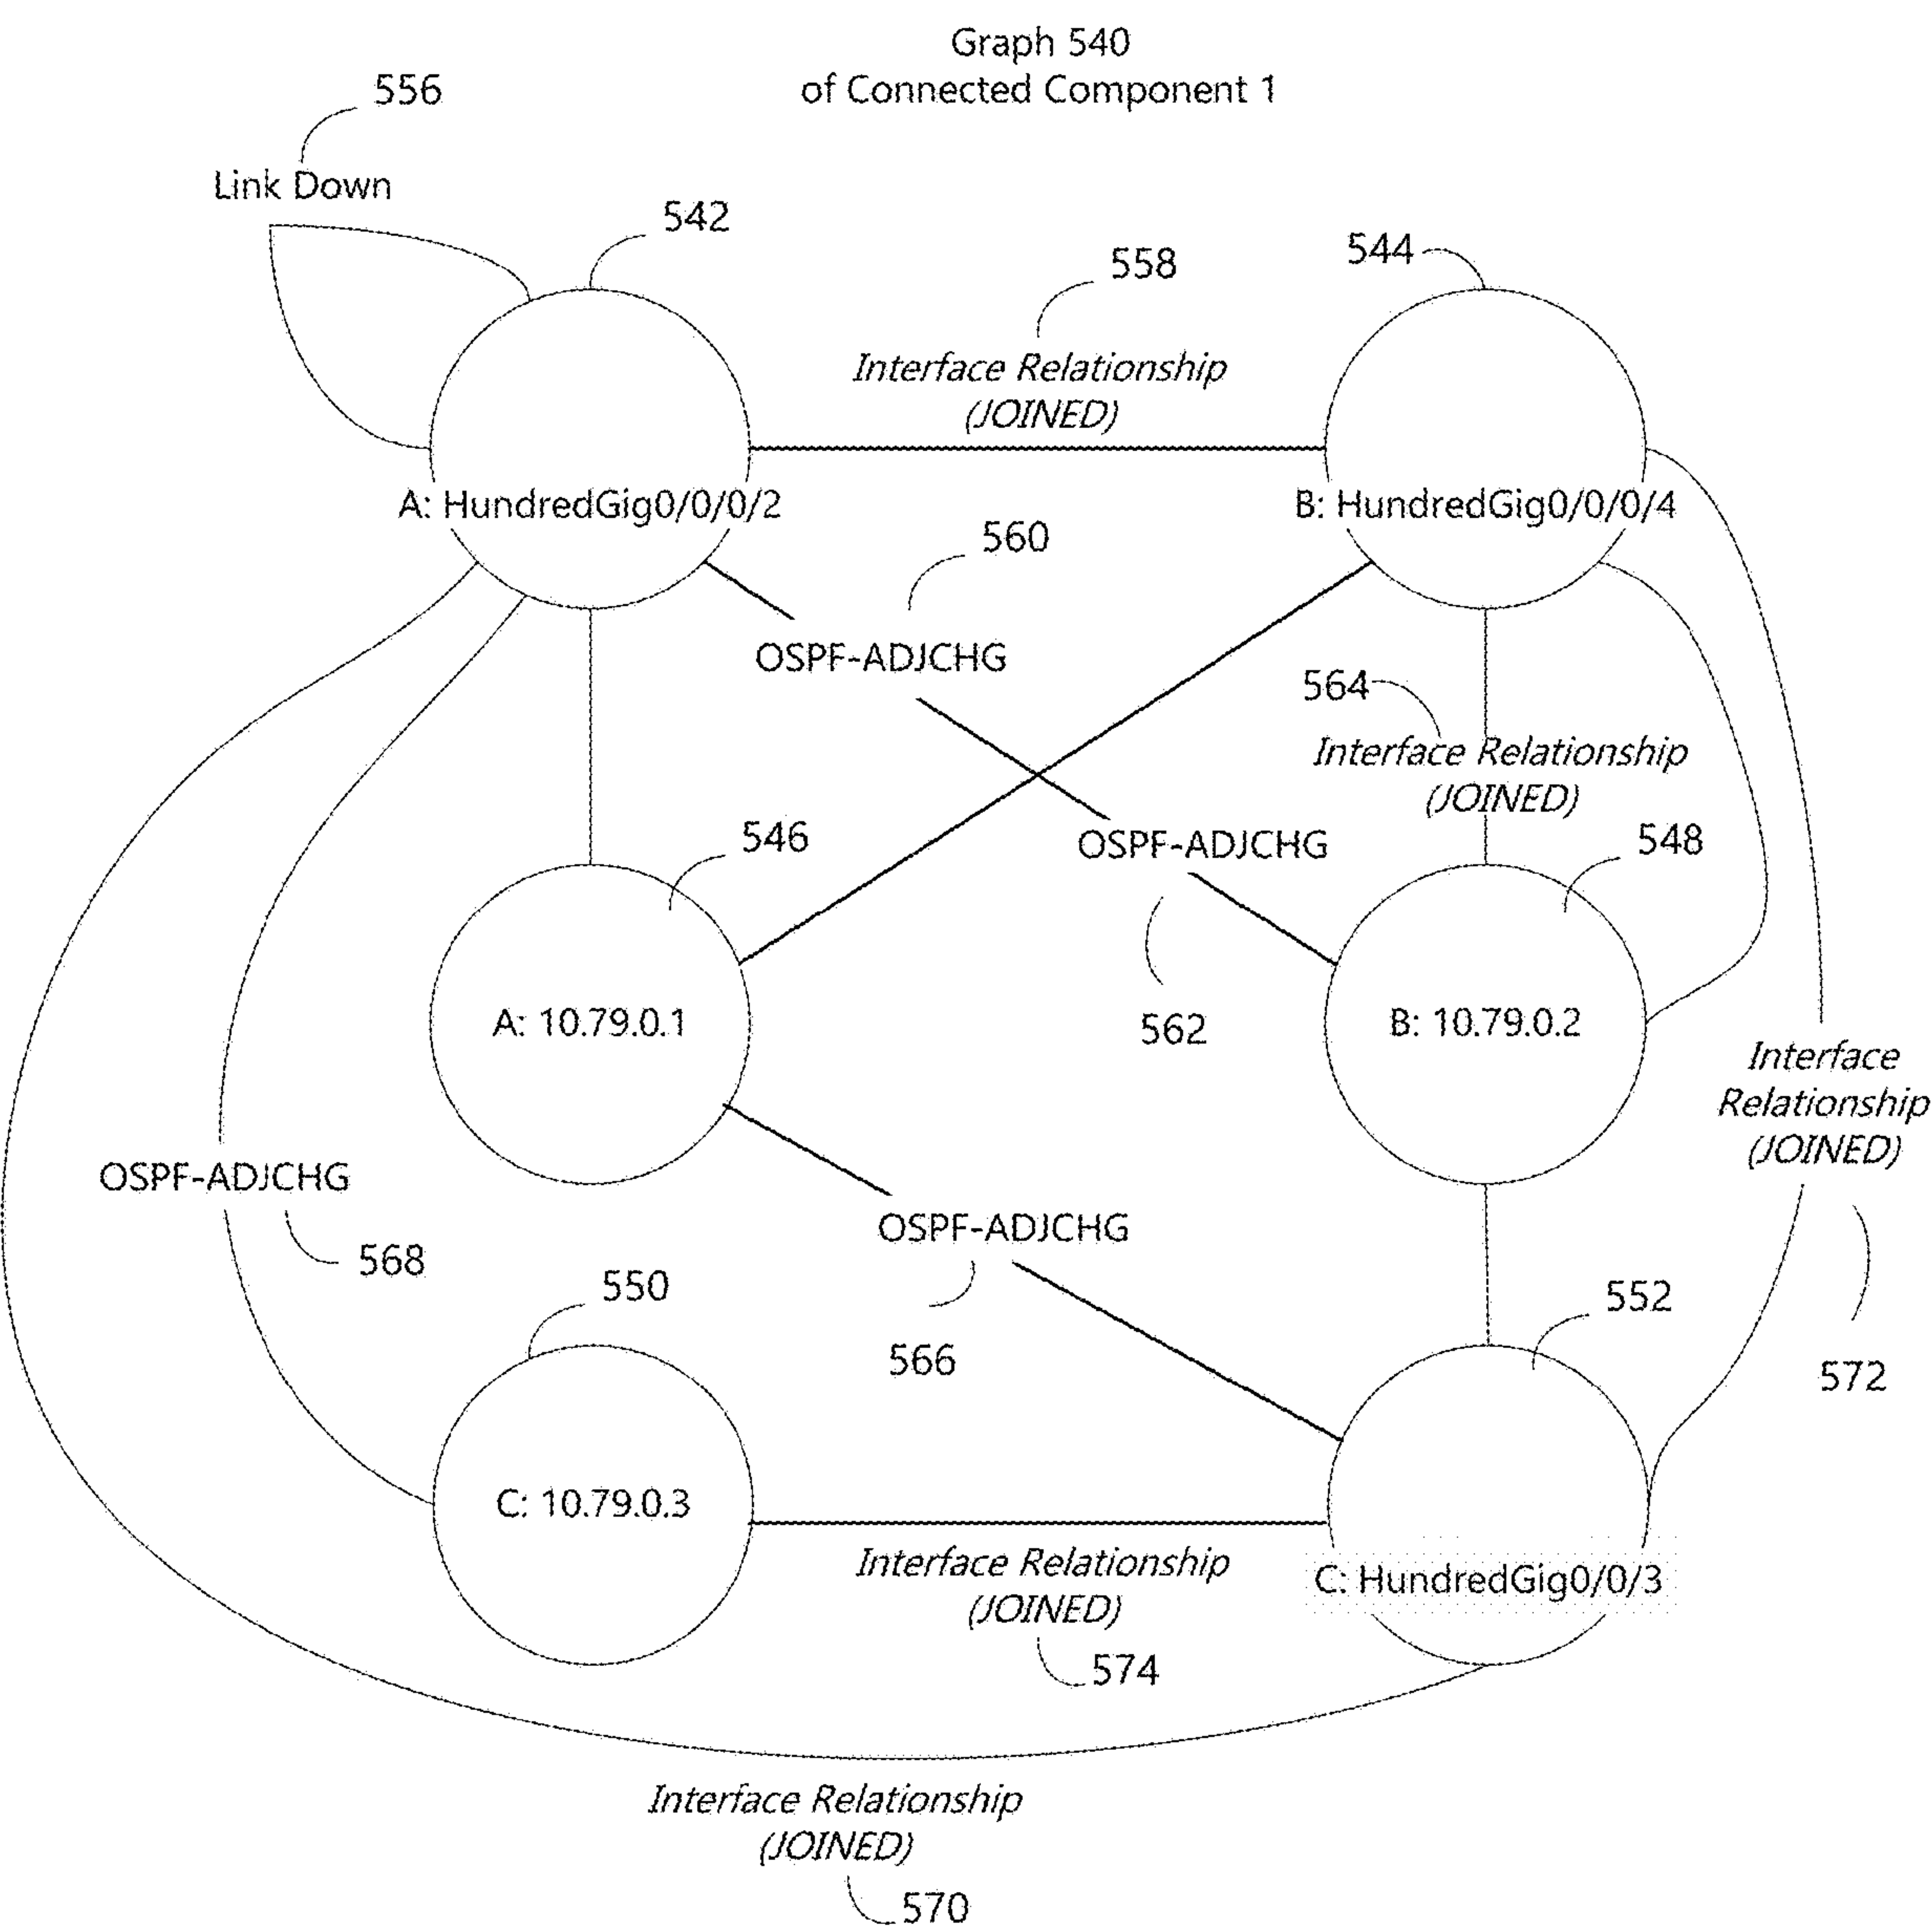 Graph 540
of Connected Component 1
556
Link Down
542
544
558
Interface Relationship
(JOINED)
A: HundredGig0/0/0/2
B: HundredGig0/0/0/4
560
OSPF-ADJCHG
564
Interface Relationship
(JOINED)
546
OSPF-ADJCHG
548
A: 10.79.0.1
562
B: 10.79.0.2
Interface
Relationship
(JOINED)
OSPF-ADJCHG
568
OSPF-ADJCHG
550
552
566
572
C: 10.79.0.3
Interface Relationship
(JOINED)
C: HundredGig0/0/3
574
Interface Relationship
(JOINED)
570